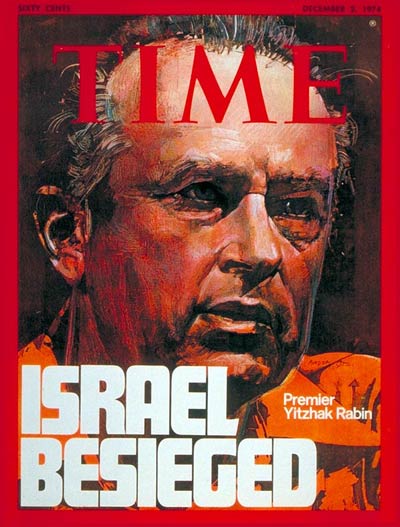 SIXTY CENTS
DECEMBER 2, 1974
TIME
®
Premier
Yitzhak Rabin
ISRAEL
BESIEGED